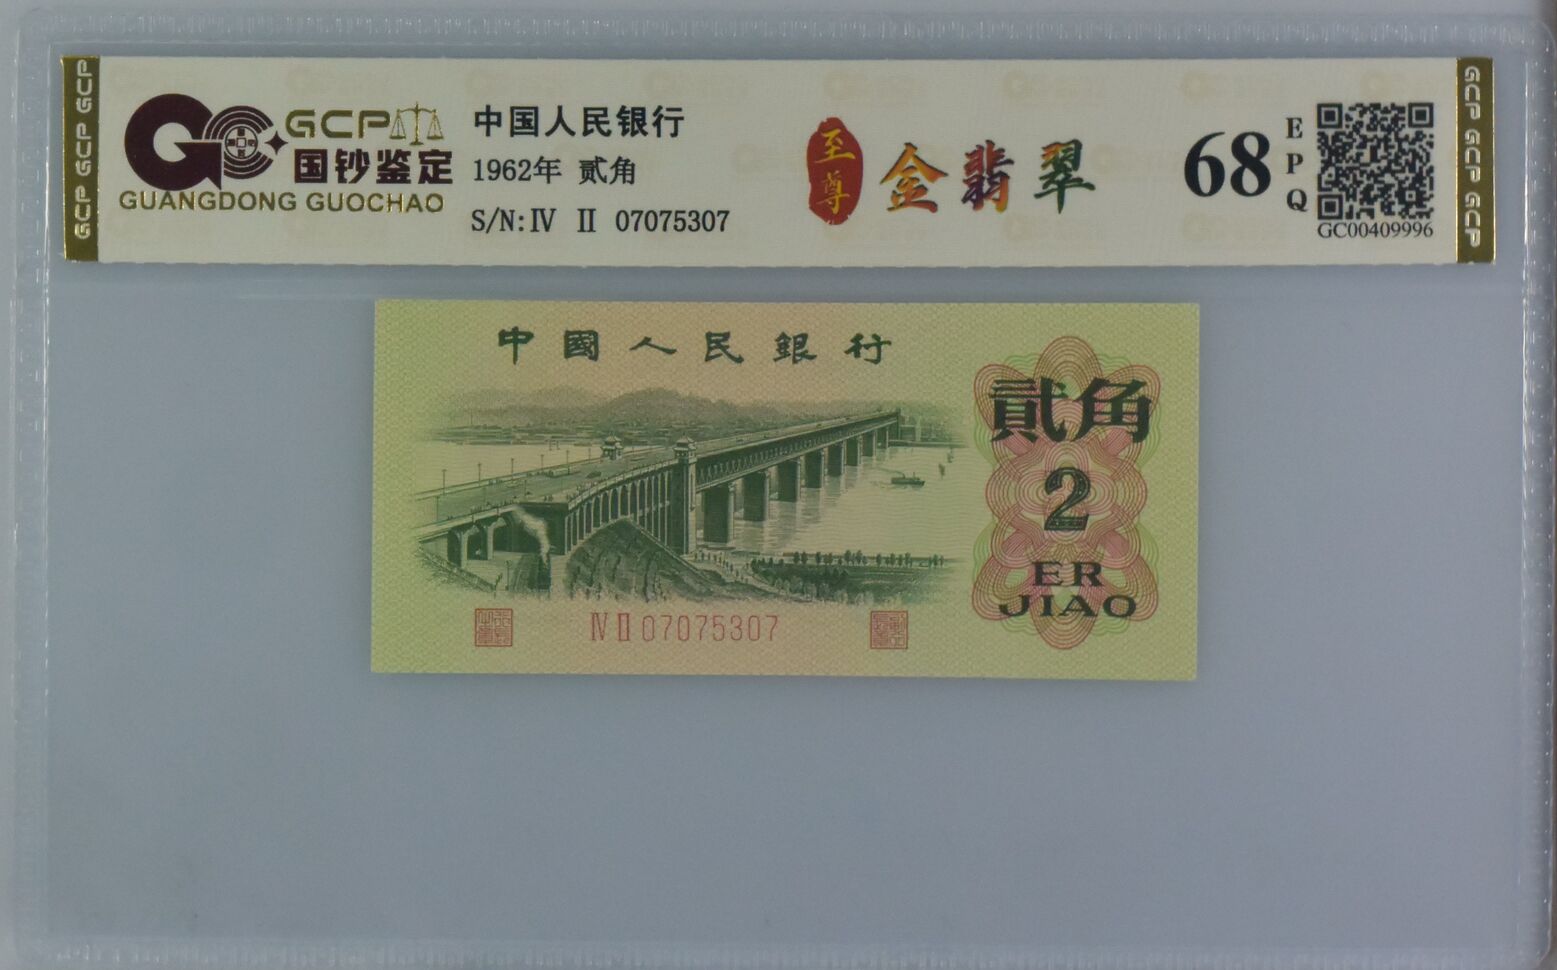 GCP GCP GCP
GCP
国钞鉴定
GUANGDONG GUOCHAO
中国人民银行
1962年 贰角
S/N:Ⅳ Ⅱ 07075307
至尊
金翡翠
68
EPQ
GC00409996
GCP GCP GCP
中國人民銀行
貳角
2
ER
JIAO
Ⅳ Ⅱ 07075307